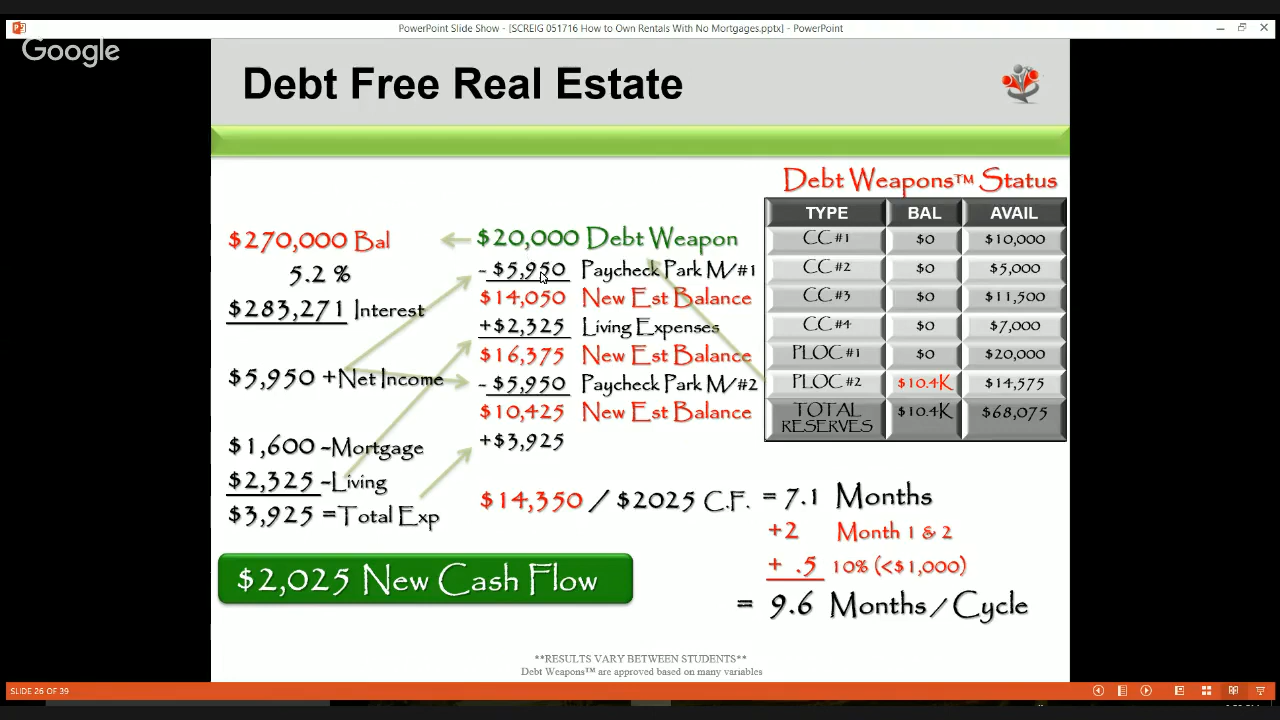 PowerPoint Slide Show - [SCREIG 051716 How to Own Rentals With No Mortgages.pptx] - PowerPoint
Google
Debt Free Real Estate
$270,000 Bal
5.2 %
$283,271 Interest
$5,950 +Net Income
$1,600 -Mortgage
$2,325 -Living
$3,925 =Total Exp
$2,025 New Cash Flow
$20,000 Debt Weapon
- $5,950 Paycheck Park M/#1
$14,050 New Est Balance
+$2,325 Living Expenses
$16,375 New Est Balance
- $5,950 Paycheck Park M/#2
$10,425 New Est Balance
+$3,925
$14,350 / $2025 C.F. = 7.1 Months
+2 Month 1 & 2
+ .5 10% (<$1,000)
= 9.6 Months / Cycle
Debt Weapons™ Status
TYPE BAL AVAIL
CC #1 $0 $10,000
CC #2 $0 $5,000
CC #3 $0 $11,500
CC #4 $0 $7,000
PLOC #1 $0 $20,000
PLOC #2 $10.4K $14,575
TOTAL RESERVES $10.4K $68,075
**RESULTS VARY BETWEEN STUDENTS**
Debt Weapons™ are approved based on many variables
SLIDE 26 OF 39